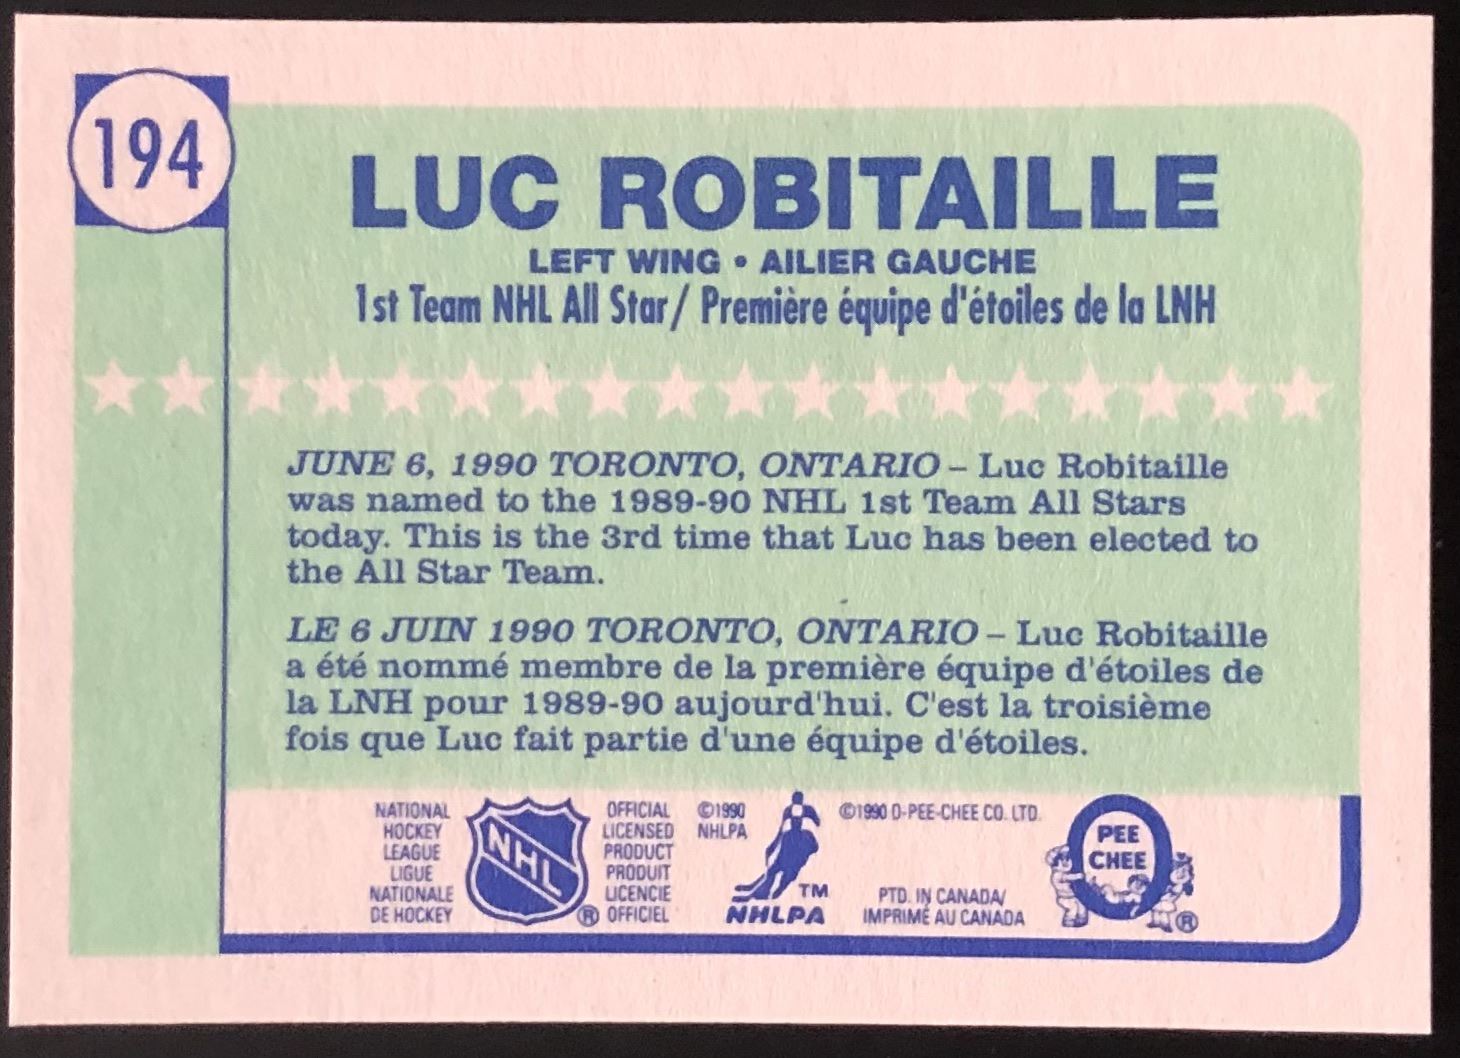 194
LUC ROBITAILLE
LEFT WING • AILIER GAUCHE
1st Team NHL All Star/ Première équipe d'étoiles de la LNH
JUNE 6, 1990 TORONTO, ONTARIO – Luc Robitaille
was named to the 1989-90 NHL 1st Team All Stars
today. This is the 3rd time that Luc has been elected to
the All Star Team.
LE 6 JUIN 1990 TORONTO, ONTARIO – Luc Robitaille
a été nommé membre de la première équipe d'étoiles de
la LNH pour 1989-90 aujourd'hui. C'est la troisième
fois que Luc fait partie d'une équipe d'étoiles.
NATIONAL
HOCKEY
LEAGUE
LIGUE
NATIONALE
DE HOCKEY
NHL
®
OFFICIAL
LICENSED
PRODUCT
PRODUIT
LICENCIE
OFFICIEL
©1990
NHLPA
TM
NHLPA
©1990 O-PEE-CHEE CO. LTD.
PTD. IN CANADA/
IMPRIMÉ AU CANADA
PEE
CHEE
®